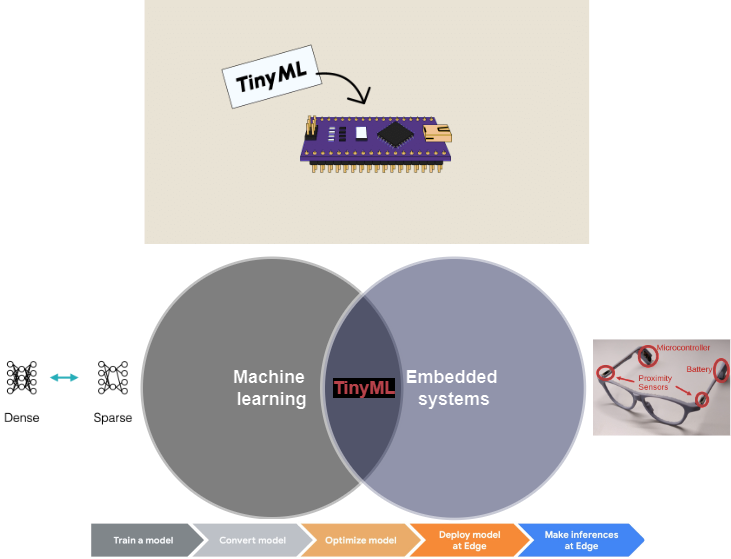 TinyML
Machine
learning
TinyML
Embedded
systems
Dense
Sparse
Microcontroller
Battery
Proximity
Sensors
Train a model
Convert model
Optimize model
Deploy model
at Edge
Make inferences
at Edge